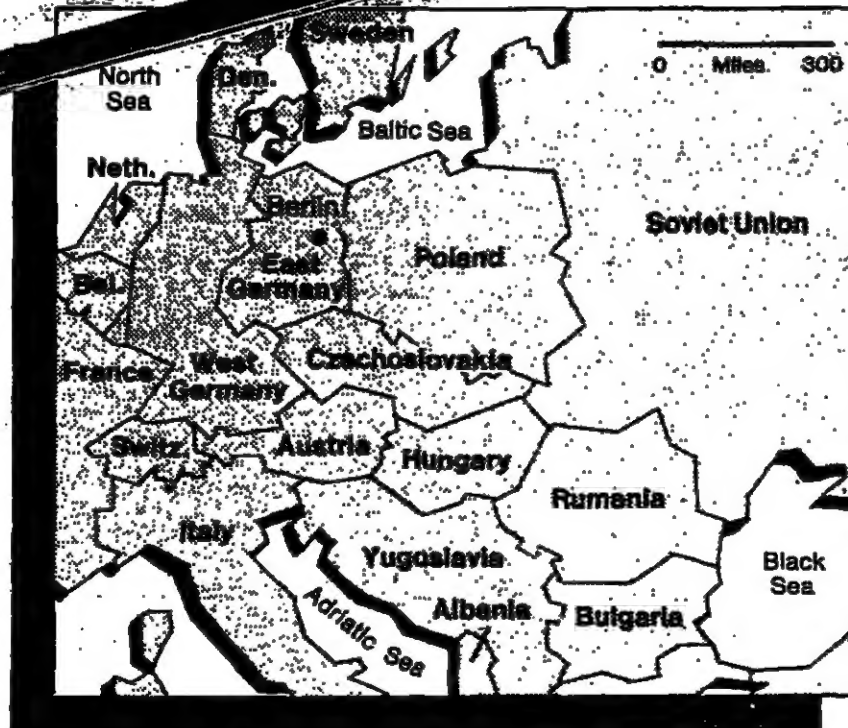 Sweden
North
Sea
Den.
0 Miles 300
Baltic Sea
Neth.
Berlin
Soviet Union
Poland
East
Germany
Bel.
France
West
Germany
Czechoslovakia
Switz.
Austria
Hungary
Rumania
Italy
Yugoslavia
Black
Sea
Adriatic Sea
Albania
Bulgaria